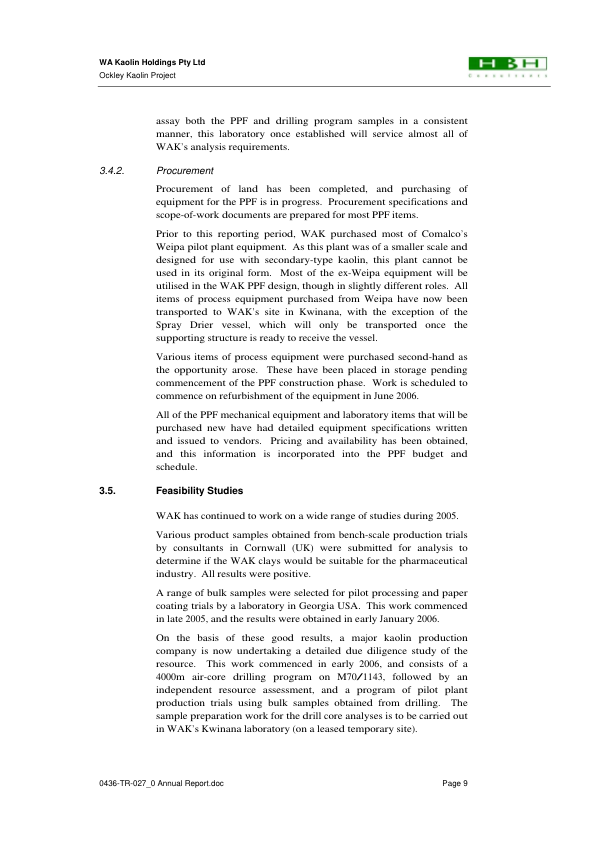 WA Kaolin Holdings Pty Ltd
Ockley Kaolin Project
HBH
Consultants
assay both the PPF and drilling program samples in a consistent
manner, this laboratory once established will service almost all of
WAK's analysis requirements.
3.4.2. Procurement
Procurement of land has been completed, and purchasing of
equipment for the PPF is in progress. Procurement specifications and
scope-of-work documents are prepared for most PPF items.
Prior to this reporting period, WAK purchased most of Comalco's
Weipa pilot plant equipment. As this plant was of a smaller scale and
designed for use with secondary-type kaolin, this plant cannot be
used in its original form. Most of the ex-Weipa equipment will be
utilised in the WAK PPF design, though in slightly different roles. All
items of process equipment purchased from Weipa have now been
transported to WAK's site in Kwinana, with the exception of the
Spray Drier vessel, which will only be transported once the
supporting structure is ready to receive the vessel.
Various items of process equipment were purchased second-hand as
the opportunity arose. These have been placed in storage pending
commencement of the PPF construction phase. Work is scheduled to
commence on refurbishment of the equipment in June 2006.
All of the PPF mechanical equipment and laboratory items that will be
purchased new have had detailed equipment specifications written
and issued to vendors. Pricing and availability has been obtained,
and this information is incorporated into the PPF budget and
schedule.
3.5. Feasibility Studies
WAK has continued to work on a wide range of studies during 2005.
Various product samples obtained from bench-scale production trials
by consultants in Cornwall (UK) were submitted for analysis to
determine if the WAK clays would be suitable for the pharmaceutical
industry. All results were positive.
A range of bulk samples were selected for pilot processing and paper
coating trials by a laboratory in Georgia USA. This work commenced
in late 2005, and the results were obtained in early January 2006.
On the basis of these good results, a major kaolin production
company is now undertaking a detailed due diligence study of the
resource. This work commenced in early 2006, and consists of a
4000m air-core drilling program on M70/1143, followed by an
independent resource assessment, and a program of pilot plant
production trials using bulk samples obtained from drilling. The
sample preparation work for the drill core analyses is to be carried out
in WAK's Kwinana laboratory (on a leased temporary site).
0436-TR-027_0 Annual Report.doc Page 9